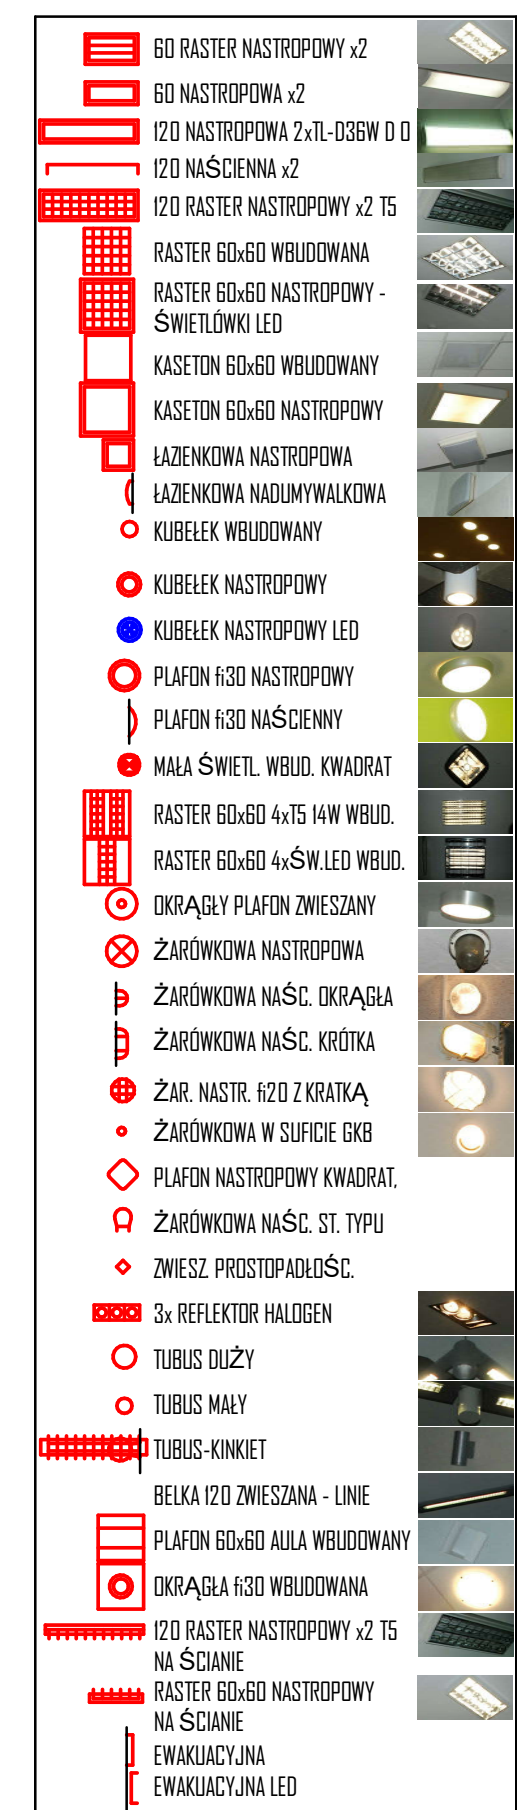 60 RASTER NASTROPOWY x2
60 NASTROPOWA x2
120 NASTROPOWA 2xTL-D36W D O
120 NAŚCIENNA x2
120 RASTER NASTROPOWY x2 T5
RASTER 60x60 WBUDOWANA
RASTER 60x60 NASTROPOWY -
ŚWIETLÓWKI LED
KASETON 60x60 WBUDOWANY
KASETON 60x60 NASTROPOWY
ŁAZIENKOWA NASTROPOWA
ŁAZIENKOWA NADUMYWALKOWA
KUBEŁEK WBUDOWANY
KUBEŁEK NASTROPOWY
KUBEŁEK NASTROPOWY LED
PLAFON fi30 NASTROPOWY
PLAFON fi30 NAŚCIENNY
MAŁA ŚWIETL. WBUD. KWADRAT
RASTER 60x60 4xT5 14W WBUD.
RASTER 60x60 4xŚW.LED WBUD.
OKRĄGŁY PLAFON ZWIESZANY
ŻARÓWKOWA NASTROPOWA
ŻARÓWKOWA NAŚC. OKRĄGŁA
ŻARÓWKOWA NAŚC. KRÓTKA
ŻAR. NASTR. fi20 Z KRATKĄ
ŻARÓWKOWA W SUFICIE GKB
PLAFON NASTROPOWY KWADRAT,
ŻARÓWKOWA NAŚC. ST. TYPU
ZWIESZ. PROSTOPADŁOŚC.
3x REFLEKTOR HALOGEN
TUBUS DUŻY
TUBUS MAŁY
TUBUS-KINKIET
BELKA 120 ZWIESZANA - LINIE
PLAFON 60x60 AULA WBUDOWANY
OKRĄGŁA fi30 WBUDOWANA
120 RASTER NASTROPOWY x2 T5
NA ŚCIANIE
RASTER 60x60 NASTROPOWY
NA ŚCIANIE
EWAKUACYJNA
EWAKUACYJNA LED